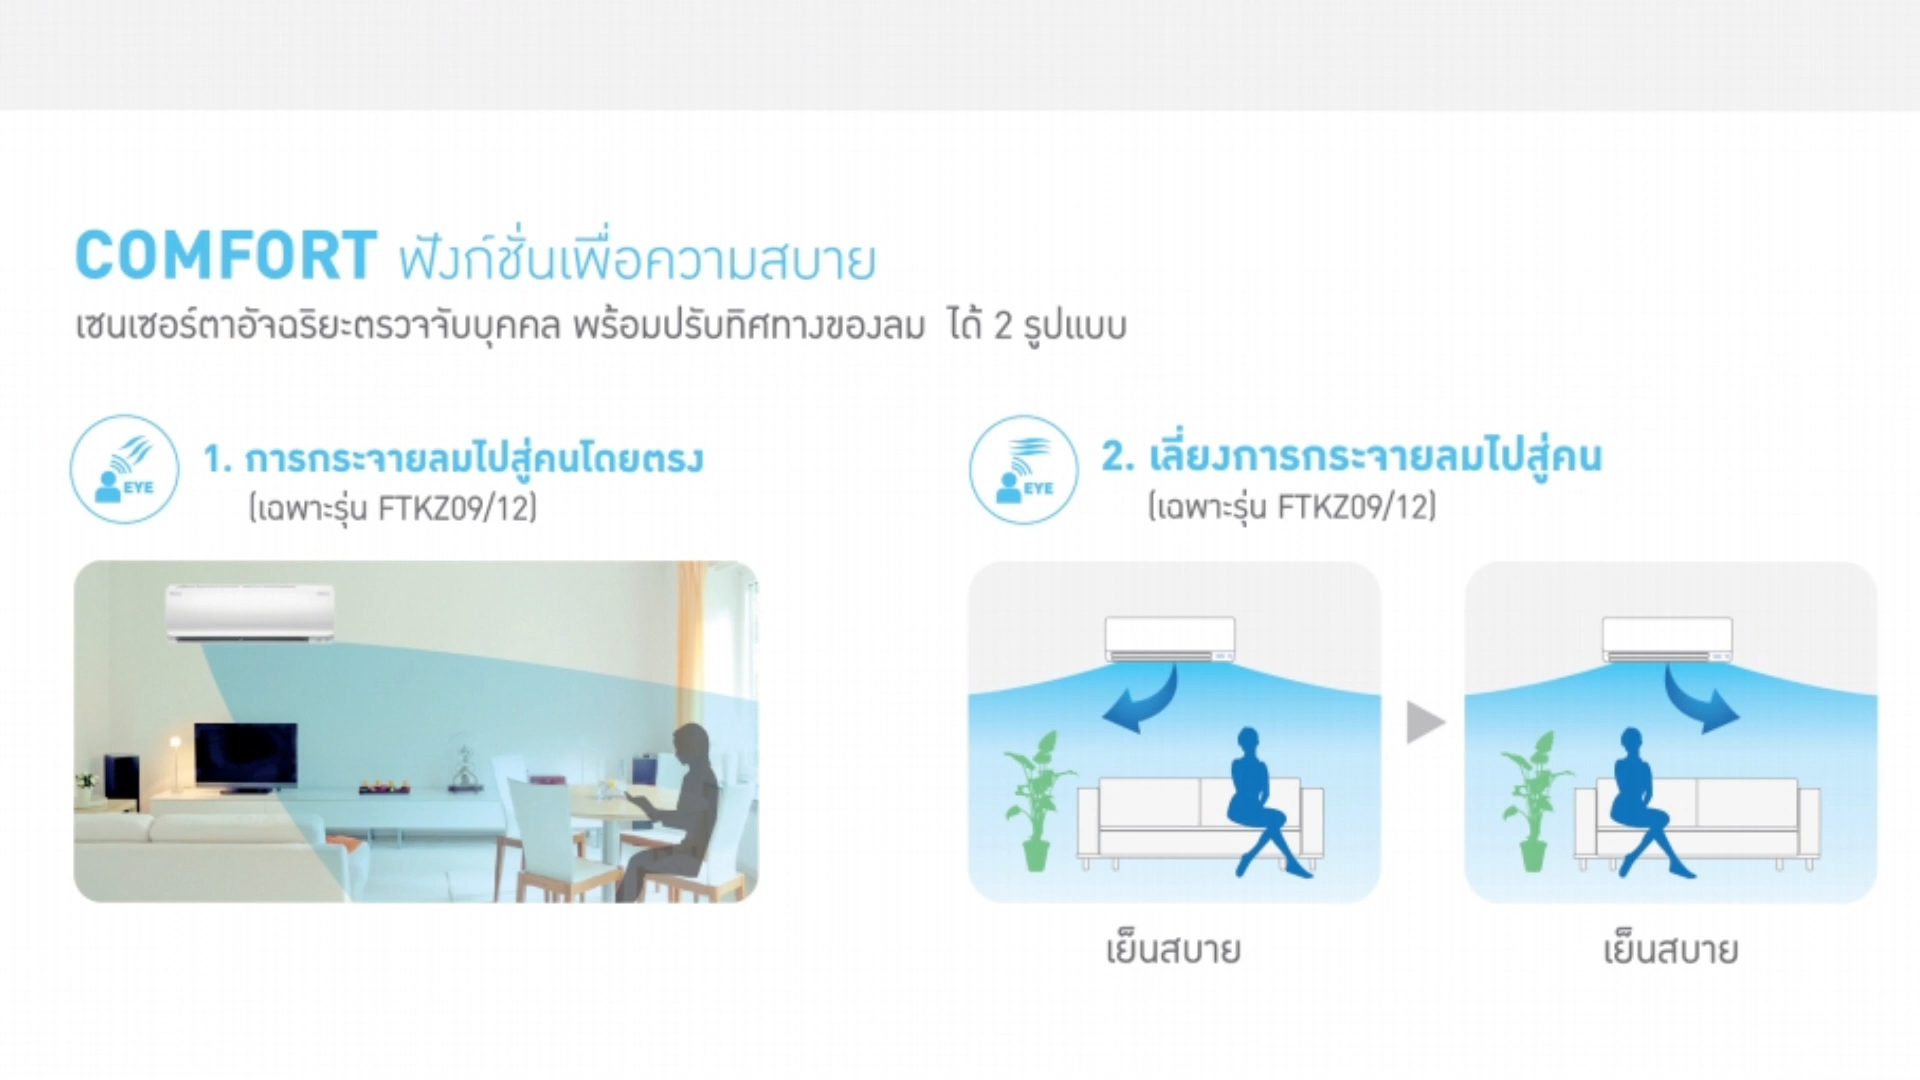 COMFORT ฟังก์ชั่นเพื่อความสบาย
เซนเซอร์ตาอัจฉริยะตรวจจับบุคคล พร้อมปรับทิศทางของลม ได้ 2 รูปแบบ
EYE
1. การกระจายลมไปสู่คนโดยตรง
(เฉพาะรุ่น FTKZ09/12)
EYE
2. เลี่ยงการกระจายลมไปสู่คน
(เฉพาะรุ่น FTKZ09/12)
เย็นสบาย
เย็นสบาย